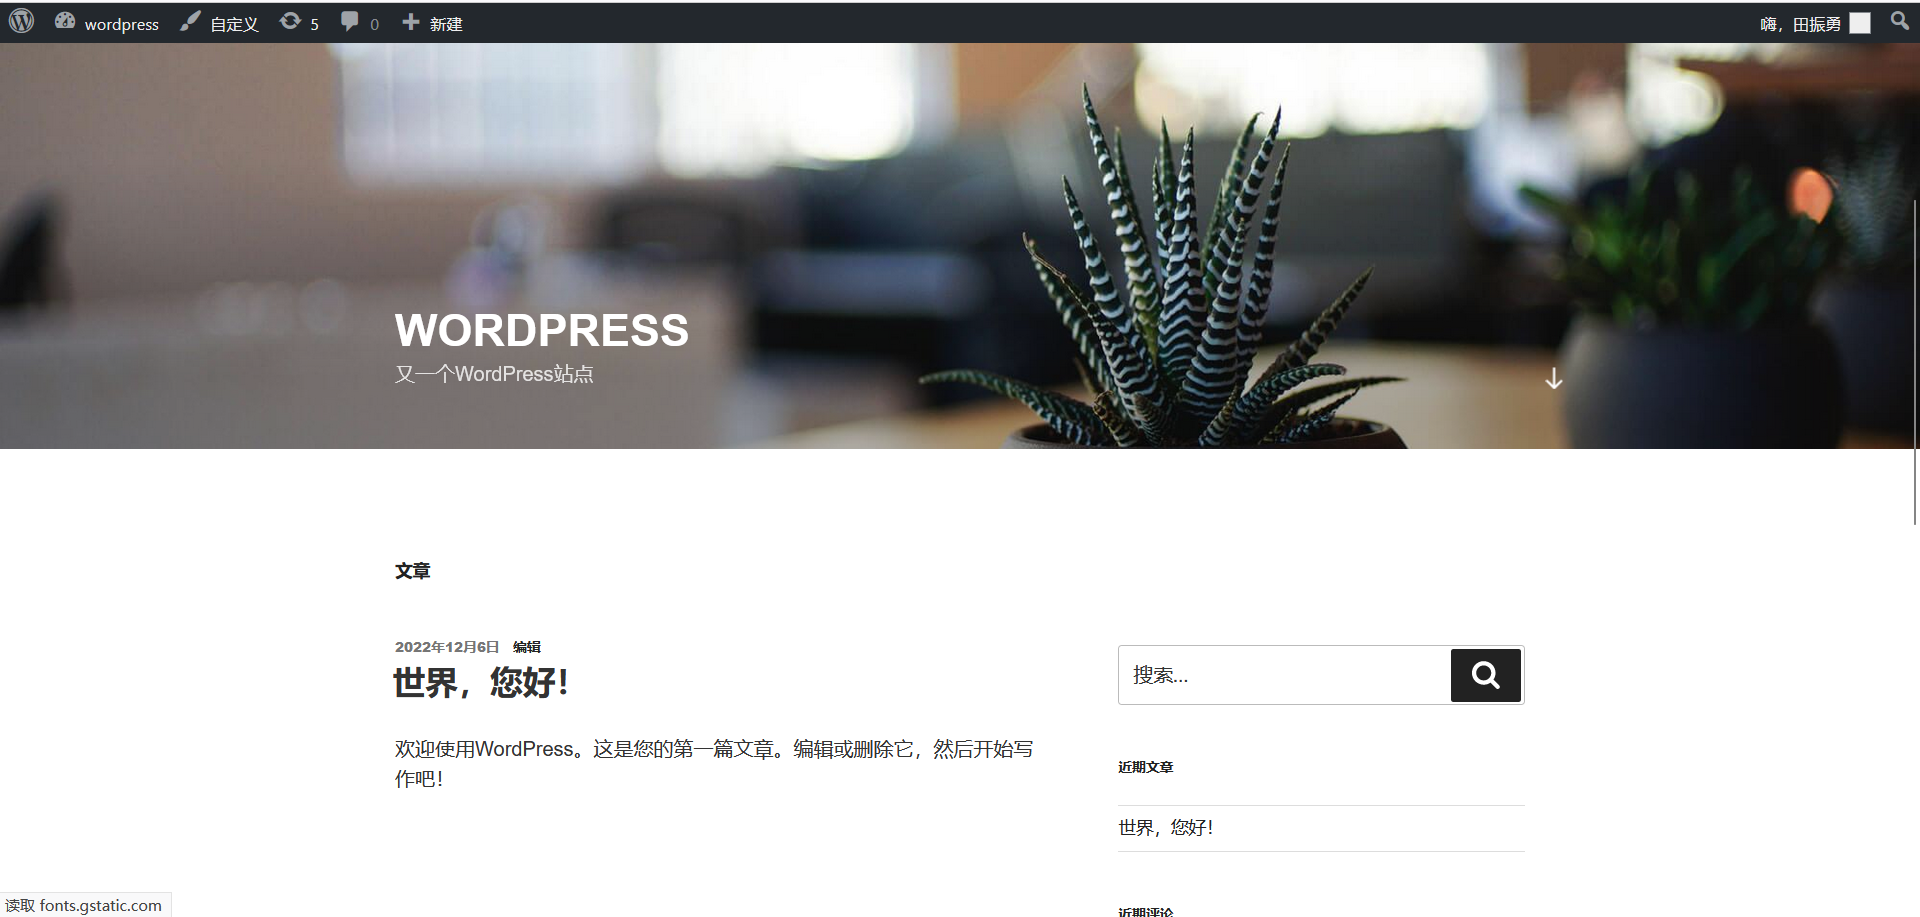 wordpress 自定义 5 0 新建 嗨，田振勇
WORDPRESS
又一个WordPress站点
文章
2022年12月6日 编辑
世界，您好！
欢迎使用WordPress。这是您的第一篇文章。编辑或删除它，然后开始写
作吧！
搜索...
近期文章
世界，您好！
近期评论
读取 fonts.gstatic.com